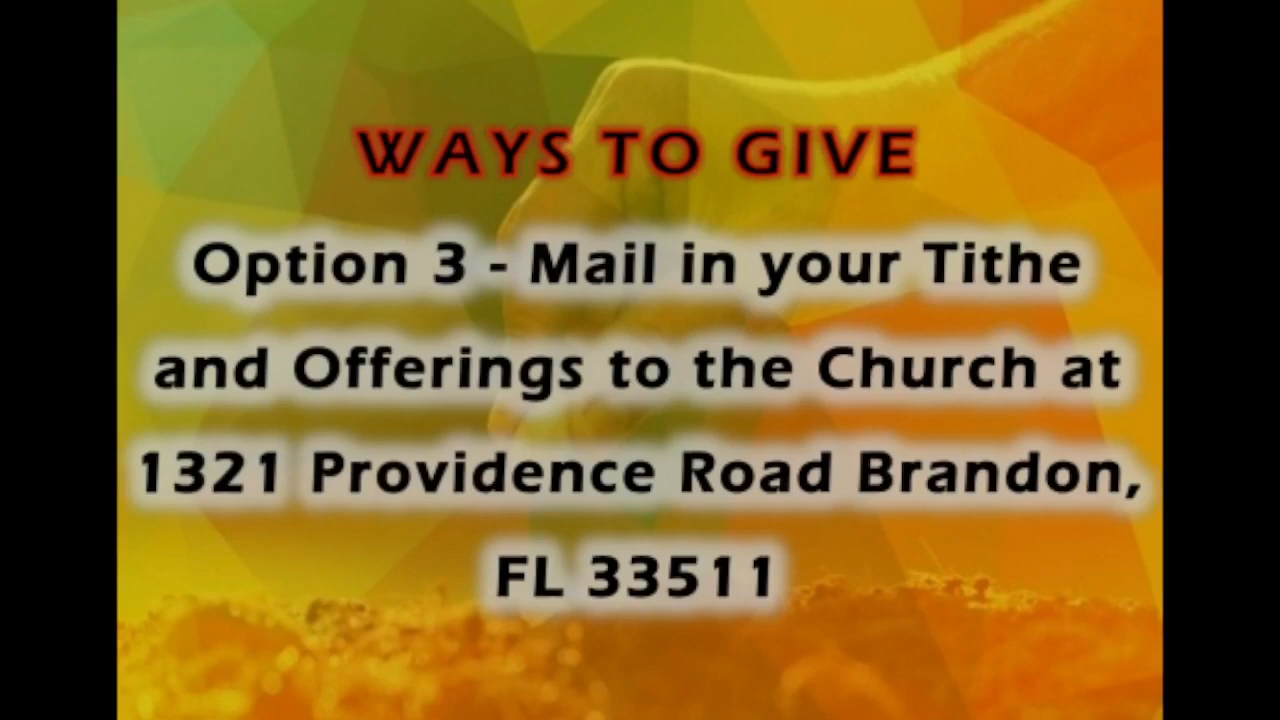 WAYS TO GIVE
Option 3 - Mail in your Tithe
and Offerings to the Church at
1321 Providence Road Brandon,
FL 33511